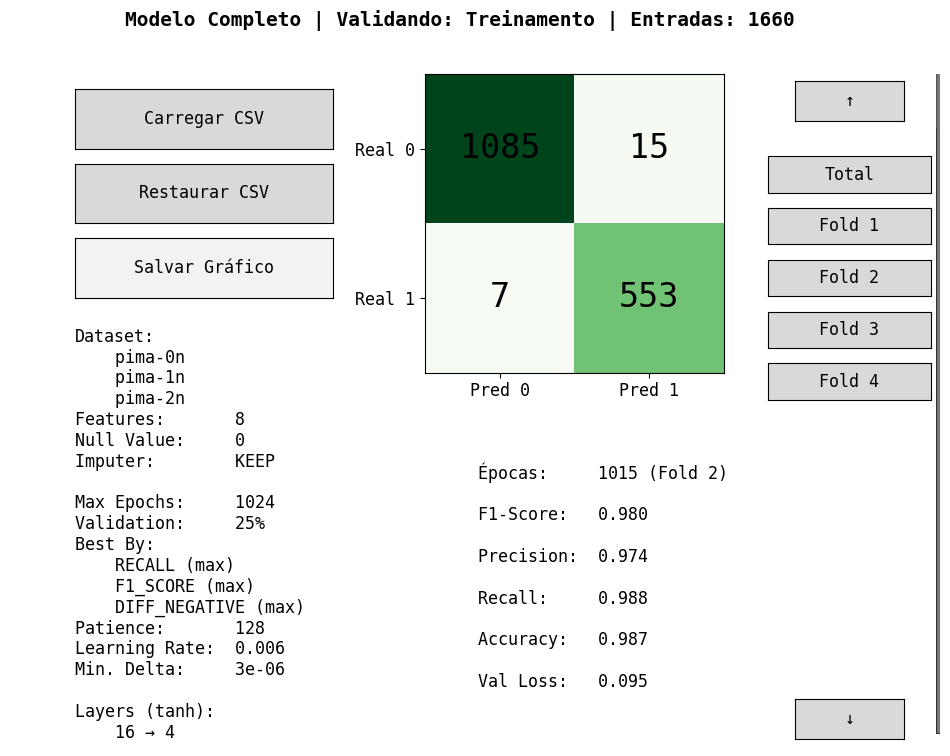 Modelo Completo | Validando: Treinamento | Entradas: 1660
Carregar CSV
Restaurar CSV
Salvar Gráfico
Dataset:
pima-0n
pima-1n
pima-2n
Features: 8
Null Value: 0
Imputer: KEEP
Max Epochs: 1024
Validation: 25%
Best By:
RECALL (max)
F1_SCORE (max)
DIFF_NEGATIVE (max)
Patience: 128
Learning Rate: 0.006
Min. Delta: 3e-06
Layers (tanh):
16 → 4
Real 0 1085 15
Real 1 7 553
Pred 0 Pred 1
Épocas: 1015 (Fold 2)
F1-Score: 0.980
Precision: 0.974
Recall: 0.988
Accuracy: 0.987
Val Loss: 0.095
↑
Total
Fold 1
Fold 2
Fold 3
Fold 4
↓